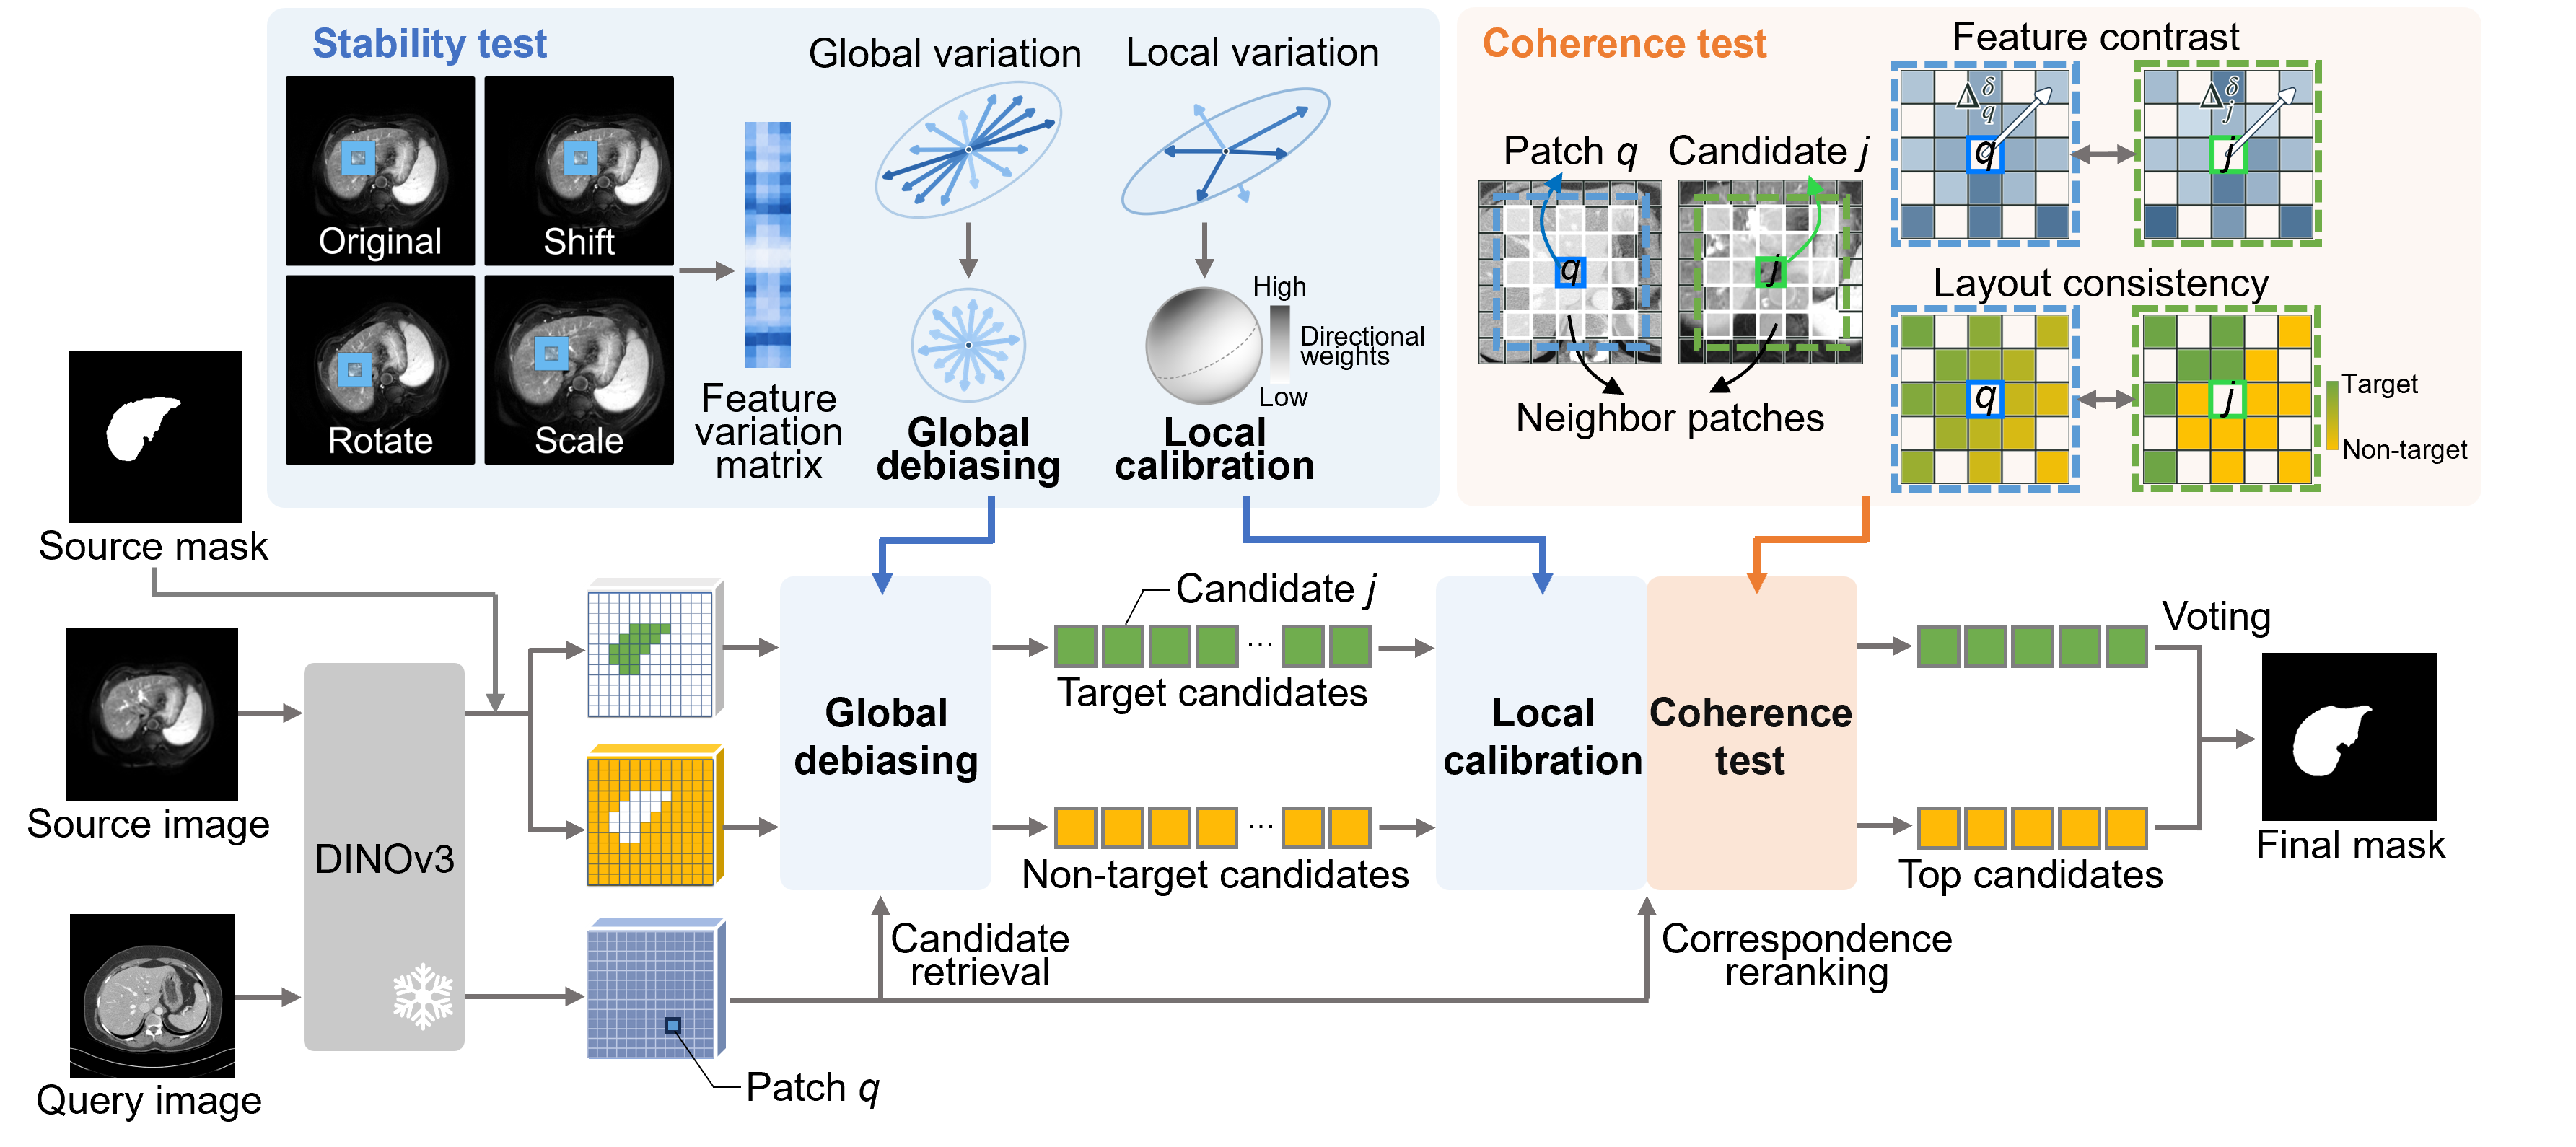 Stability test
Original
Shift
Rotate
Scale
Feature
variation
matrix
Global variation
Global
debiasing
Local variation
High
Directional
weights
Low
Local
calibration
Coherence test
Patch q
Candidate j
q
j
Neighbor patches
Feature contrast
Δ^δ_q
q
Δ^δ_j
j
Layout consistency
q
j
Target
Non-target
Source mask
Source image
Query image
DINOv3
Patch q
Global
debiasing
Candidate
retrieval
Candidate j
...
Target candidates
...
Non-target candidates
Local
calibration
Coherence
test
Correspondence
reranking
Top candidates
Voting
Final mask